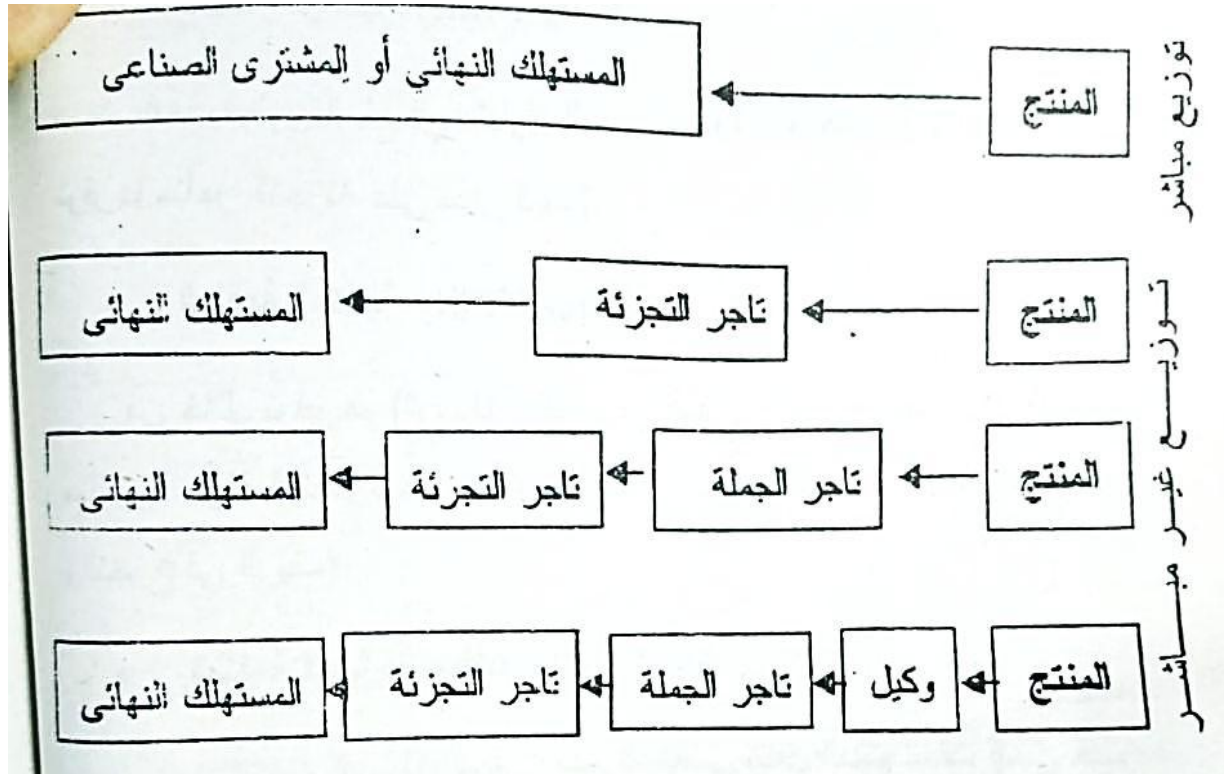 توزيع مباشر
المنتج المستهلك النهائي أو المشترى الصناعى
توزيع غير مباشر
المنتج تاجر التجزئة المستهلك النهائى
المنتج تاجر الجملة تاجر التجزئة المستهلك النهائى
المنتج وكيل تاجر الجملة تاجر التجزئة المستهلك النهائى